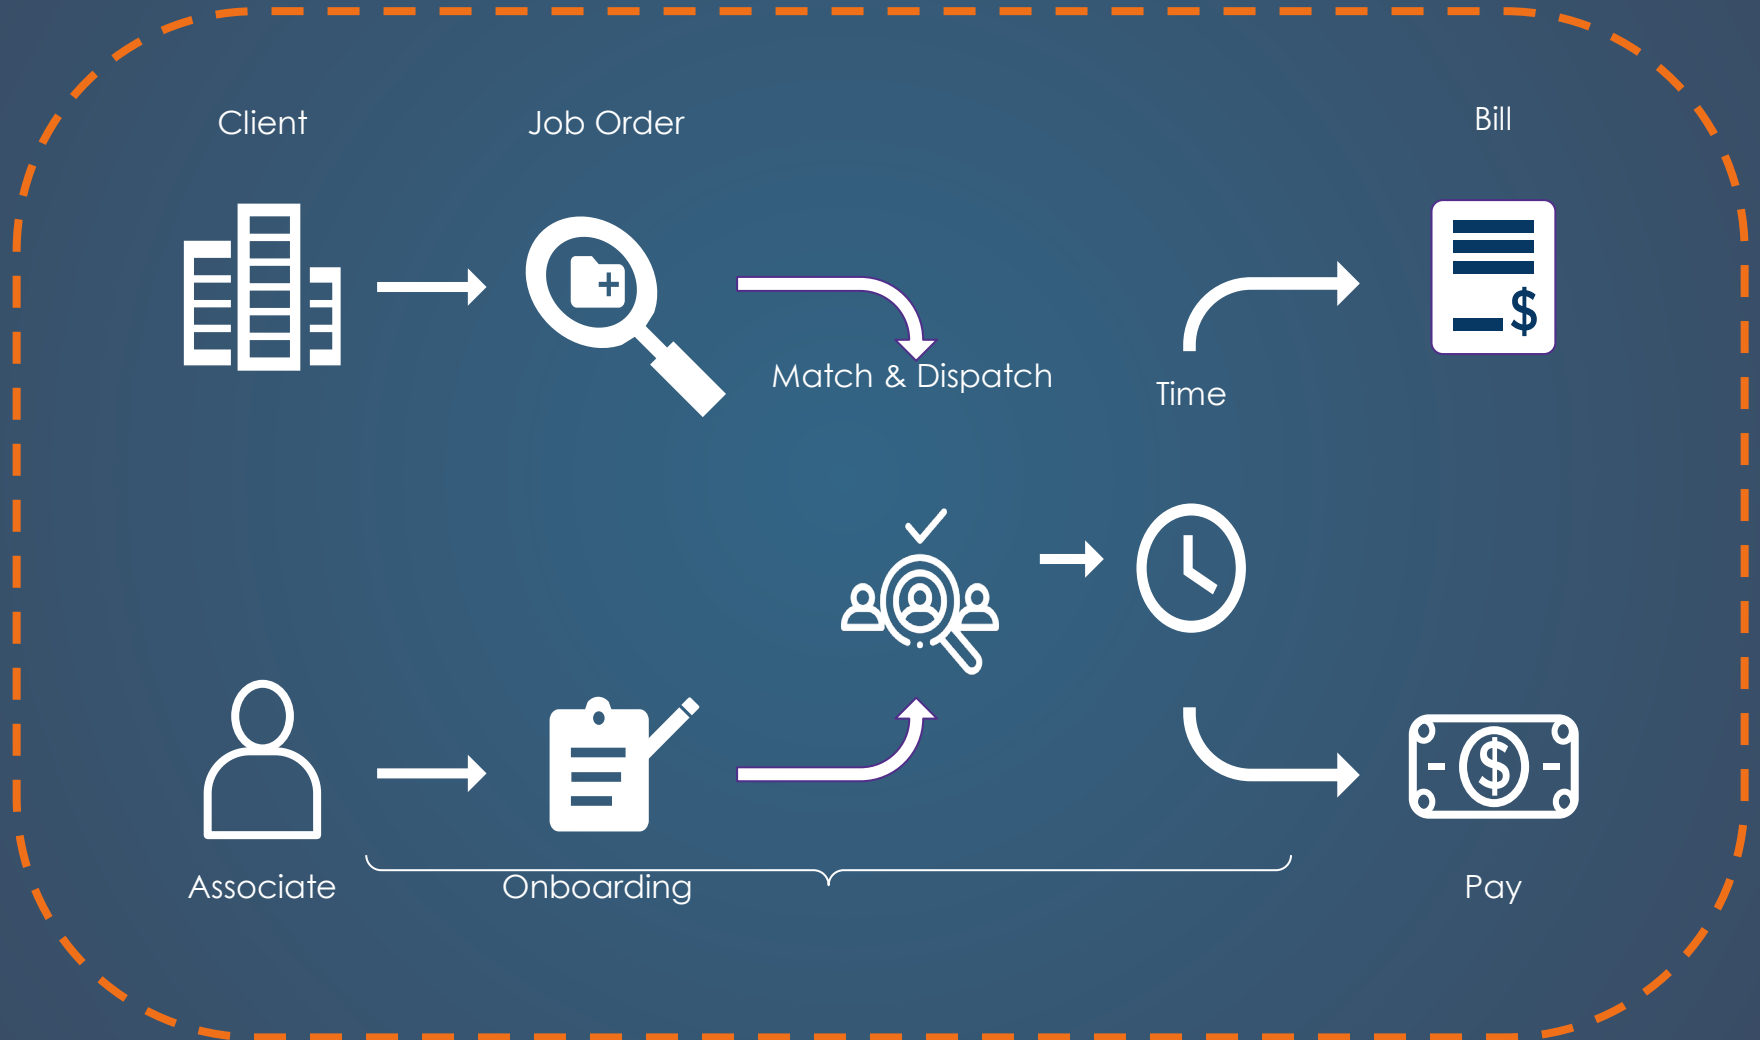 Client
Job Order
Bill
$
Match & Dispatch
Time
$
Associate
Onboarding
Pay